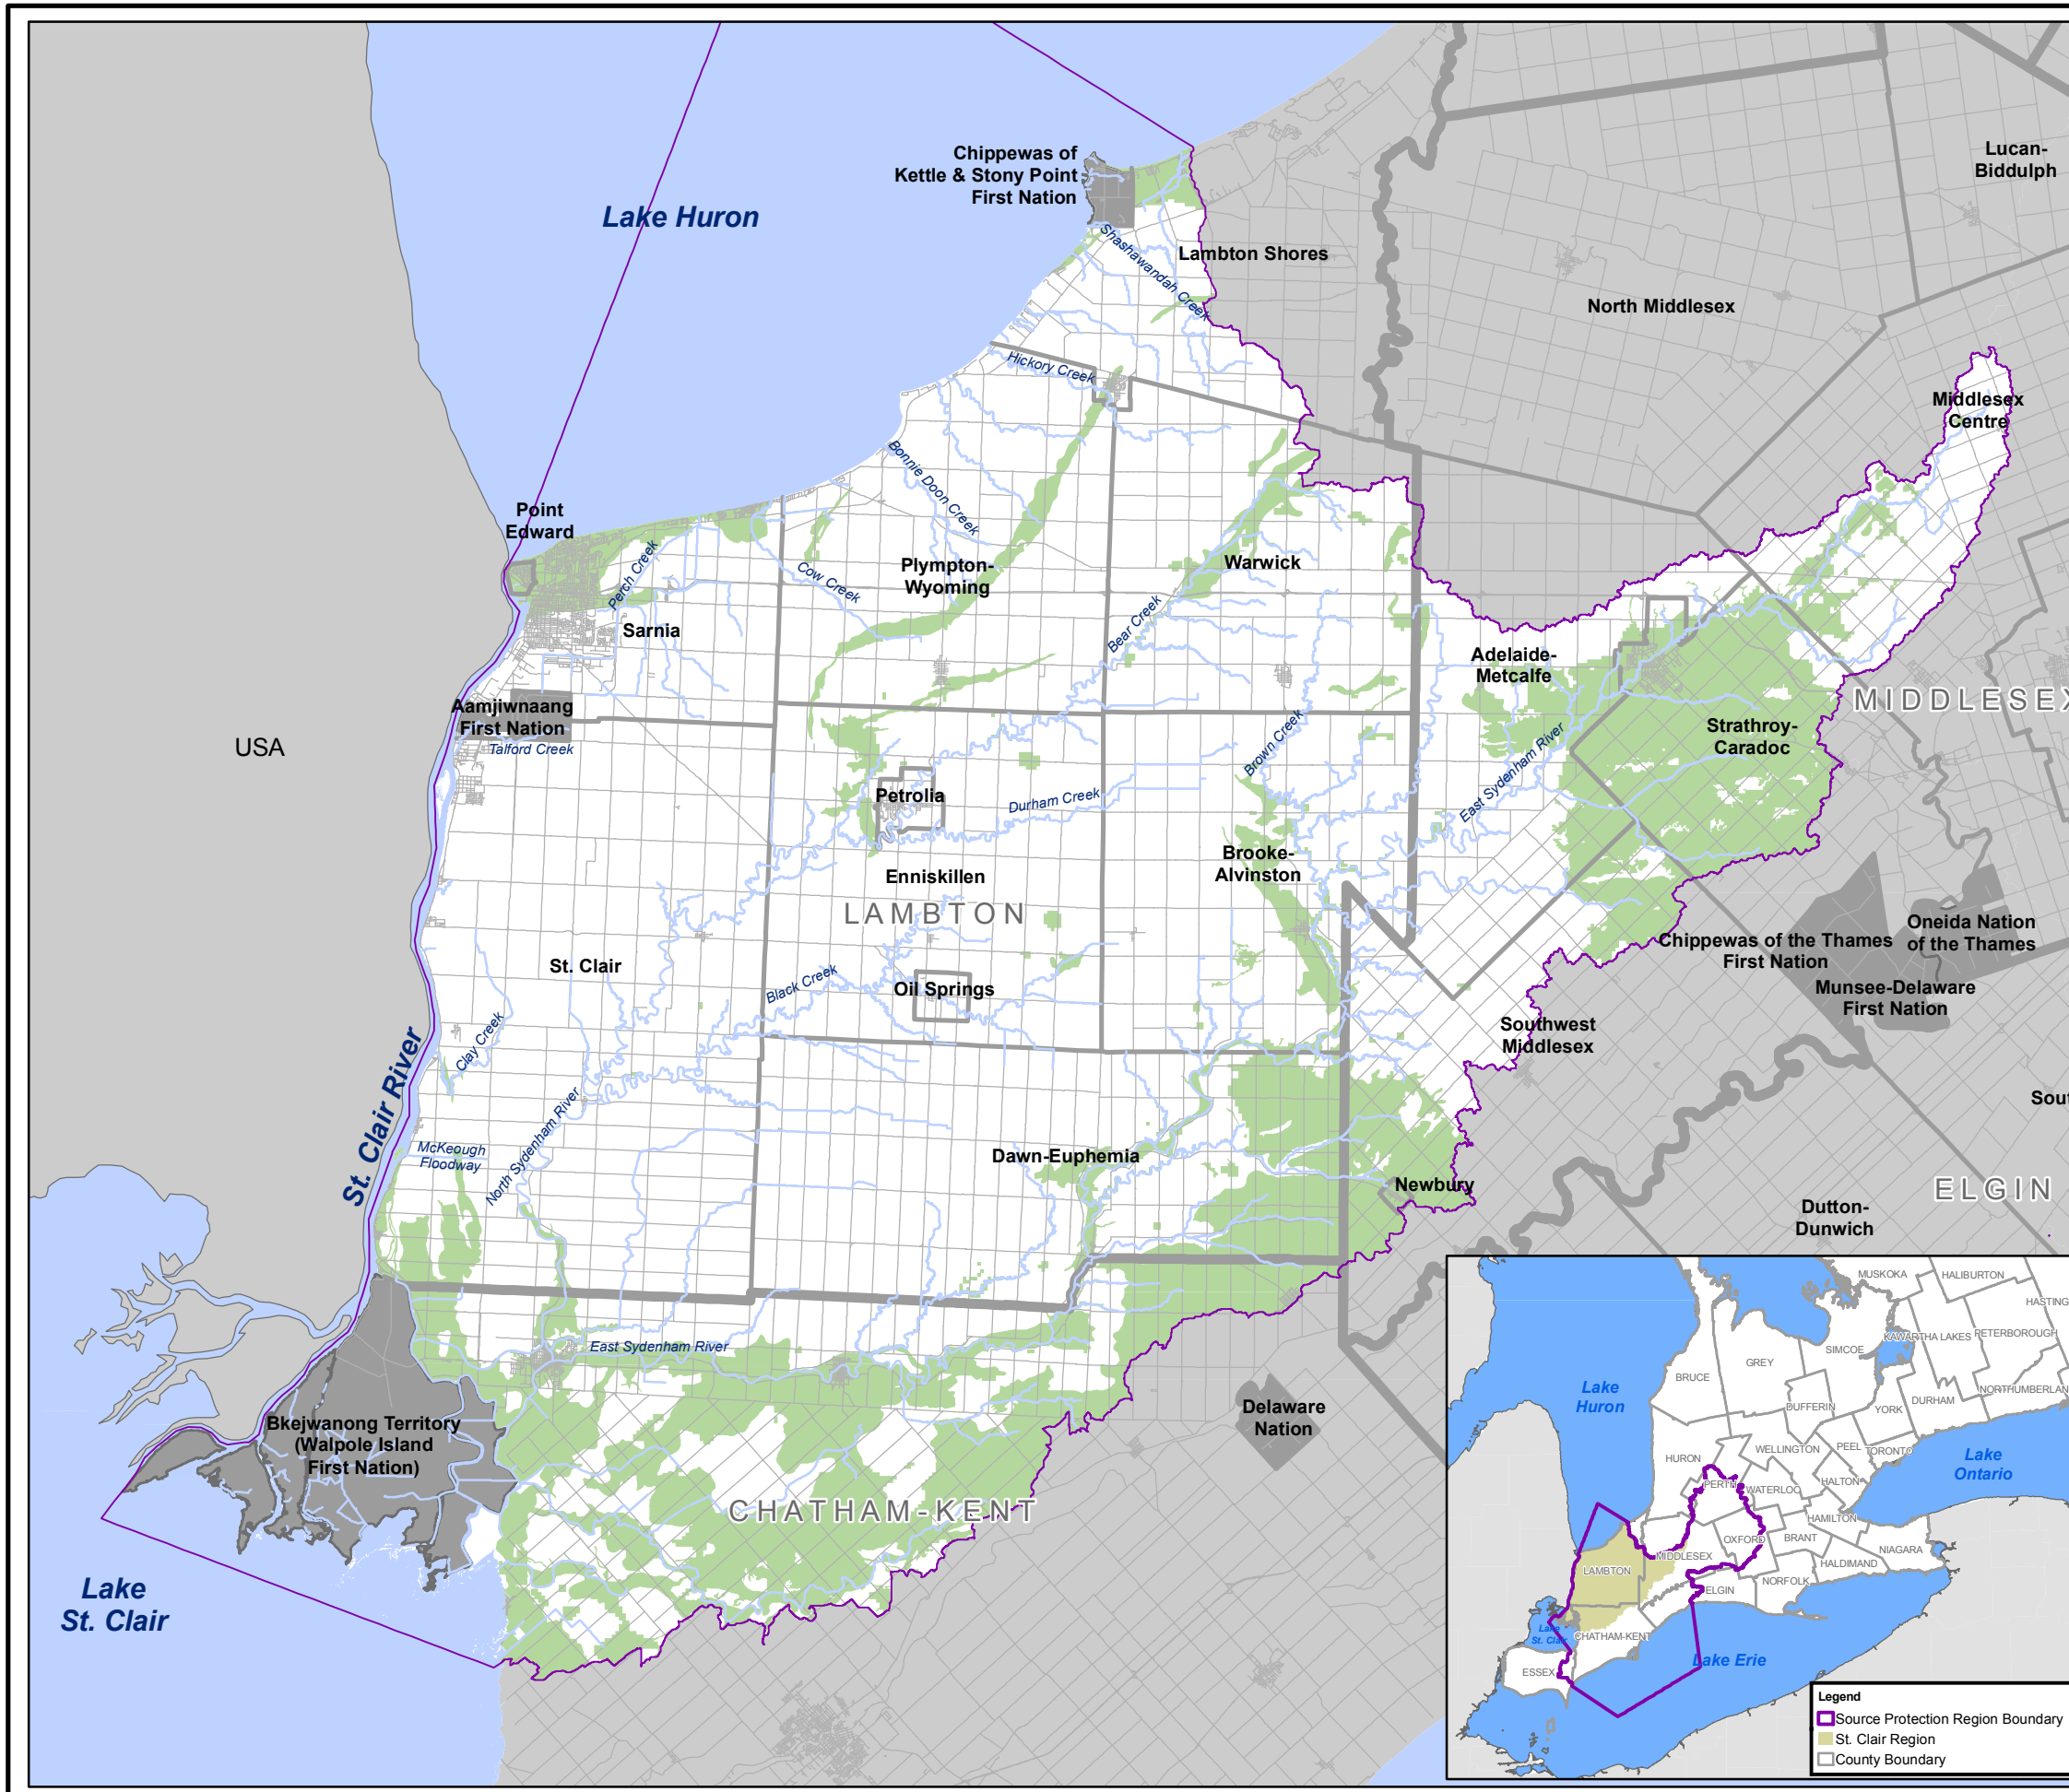 Lake Huron
Chippewas of
Kettle & Stony Point
First Nation
Lucan-
Biddulph
Shashawandah Creek
Lambton Shores
North Middlesex
Hickory Creek
Middlesex
Centre
Bonnie Doon Creek
Point
Edward
Perch Creek
Cow Creek
Plympton-
Wyoming
Warwick
Bear Creek
Sarnia
Adelaide-
Metcalfe
MIDDLESEX
Aamjiwnaang
First Nation
Talford Creek
USA
Strathroy-
Caradoc
Brown Creek
East Sydenham River
Petrolia
Durham Creek
Brooke-
Alvinston
Enniskillen
LAMBTON
Oneida Nation
of the Thames
Chippewas of the Thames
First Nation
St. Clair
Black Creek
Oil Springs
Munsee-Delaware
First Nation
Southwest
Middlesex
Clay Creek
St. Clair River
Sout
North Sydenham River
McKeough
Floodway
Dawn-Euphemia
Newbury
ELGIN
Dutton-
Dunwich
East Sydenham River
Delaware
Nation
Bkejwanong Territory
(Walpole Island
First Nation)
CHATHAM-KENT
Lake
St. Clair
MUSKOKA
HALIBURTON
HASTING
KAWARTHA LAKES
PETERBOROUGH
SIMCOE
GREY
BRUCE
Lake
Huron
DUFFERIN
YORK
DURHAM
NORTHUMBERLAN
WELLINGTON
PEEL
TORONTO
HURON
Lake
Ontario
PERTH
WATERLOO
HALTON
HAMILTON
OXFORD
BRANT
MIDDLESEX
NIAGARA
HALDIMAND
LAMBTON
ELGIN
NORFOLK
Lake
St. Clair
CHATHAM-KENT
Lake Erie
ESSEX
Legend
Source Protection Region Boundary
St. Clair Region
County Boundary